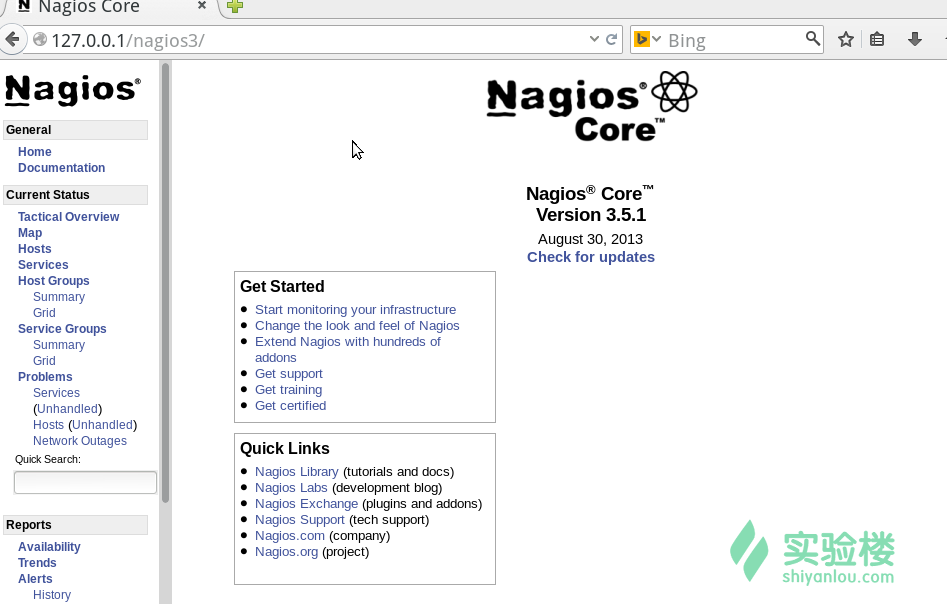 Nagios Core
127.0.0.1/nagios3/
Bing
Nagios®
General
Home
Documentation
Current Status
Tactical Overview
Map
Hosts
Services
Host Groups
Summary
Grid
Service Groups
Summary
Grid
Problems
Services
(Unhandled)
Hosts (Unhandled)
Network Outages
Quick Search:
Reports
Availability
Trends
Alerts
History
Nagios®
Core™
Nagios® Core™
Version 3.5.1
August 30, 2013
Check for updates
Get Started
Start monitoring your infrastructure
Change the look and feel of Nagios
Extend Nagios with hundreds of
addons
Get support
Get training
Get certified
Quick Links
Nagios Library (tutorials and docs)
Nagios Labs (development blog)
Nagios Exchange (plugins and addons)
Nagios Support (tech support)
Nagios.com (company)
Nagios.org (project)
实验楼
shiyanlou.com